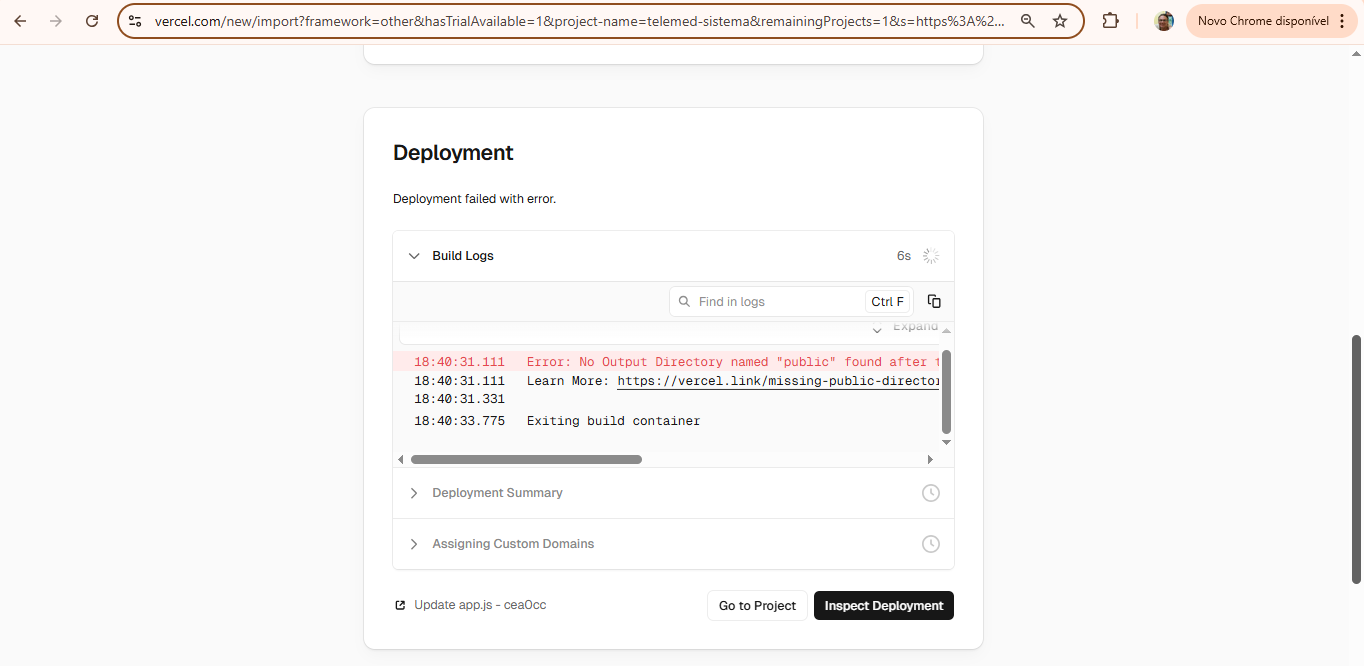 vercel.com/new/import?framework=other&hasTrialAvailable=1&project-name=telemed-sistema&remainingProjects=1&s=https%3A%2...
Novo Chrome disponível
Deployment
Deployment failed with error.
Build Logs
6s
Find in logs
Ctrl F
Expand
18:40:31.111 Error: No Output Directory named "public" found after
18:40:31.111 Learn More: https://vercel.link/missing-public-directo
18:40:31.331
18:40:33.775 Exiting build container
Deployment Summary
Assigning Custom Domains
Update app.js - cea0cc
Go to Project
Inspect Deployment